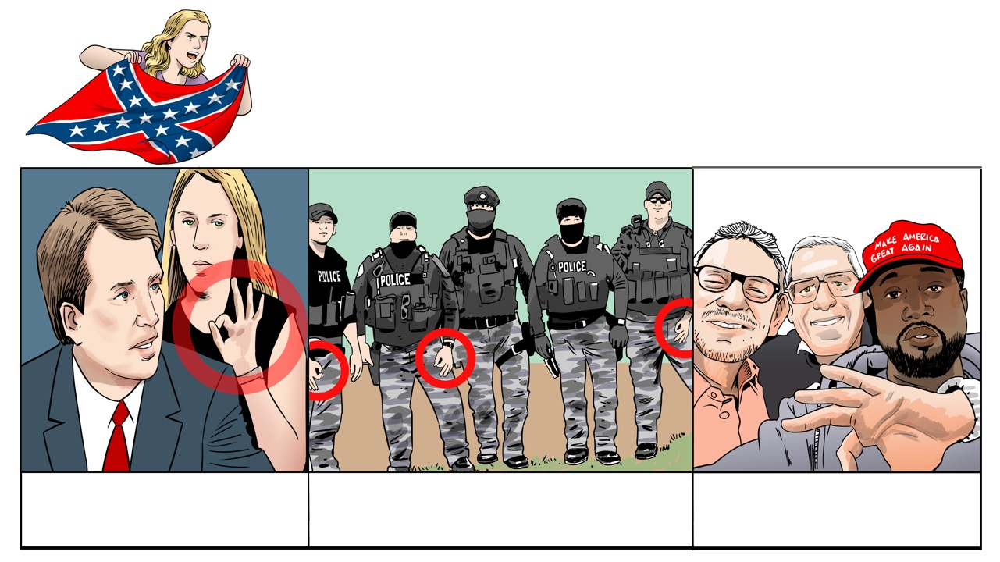 POLICE
POLICE
POLICE
MAKE AMERICA
GREAT AGAIN